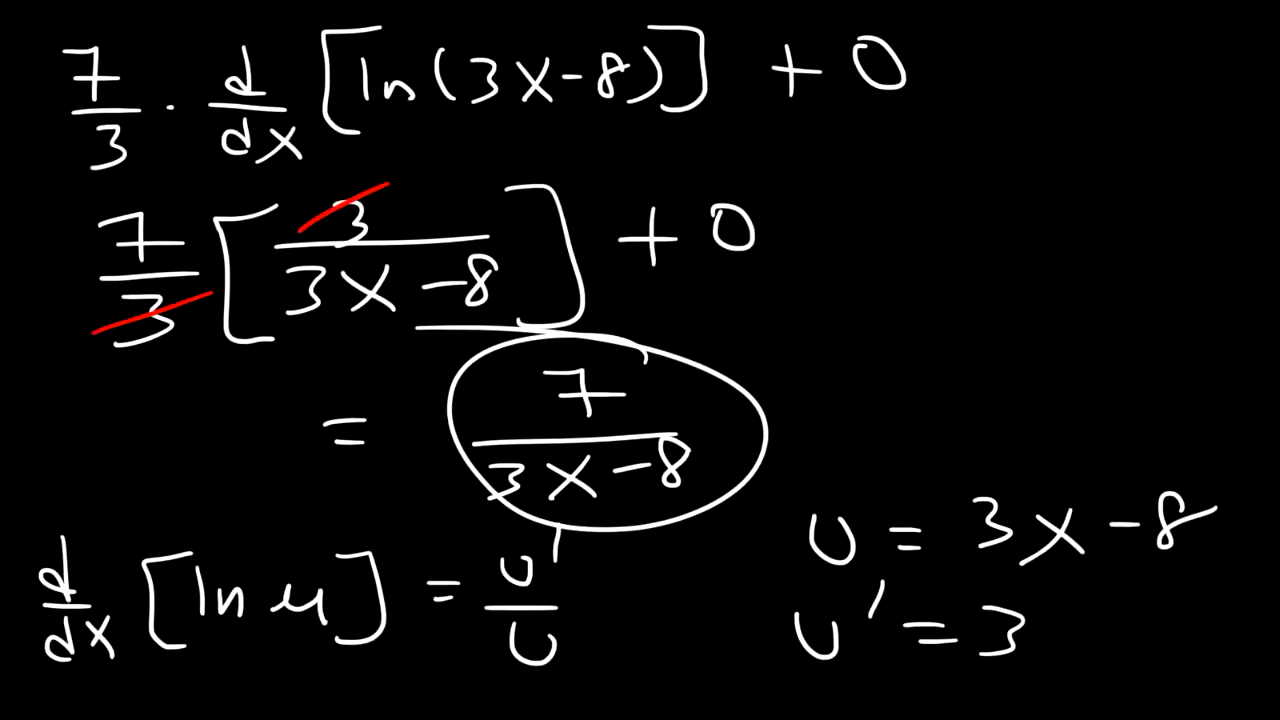 7/3 · d/dx [ln(3x-8)] + 0
7/3 [3/(3x-8)] + 0
= 7/(3x-8)
d/dx [ln u] = u'/u
u = 3x-8
u' = 3